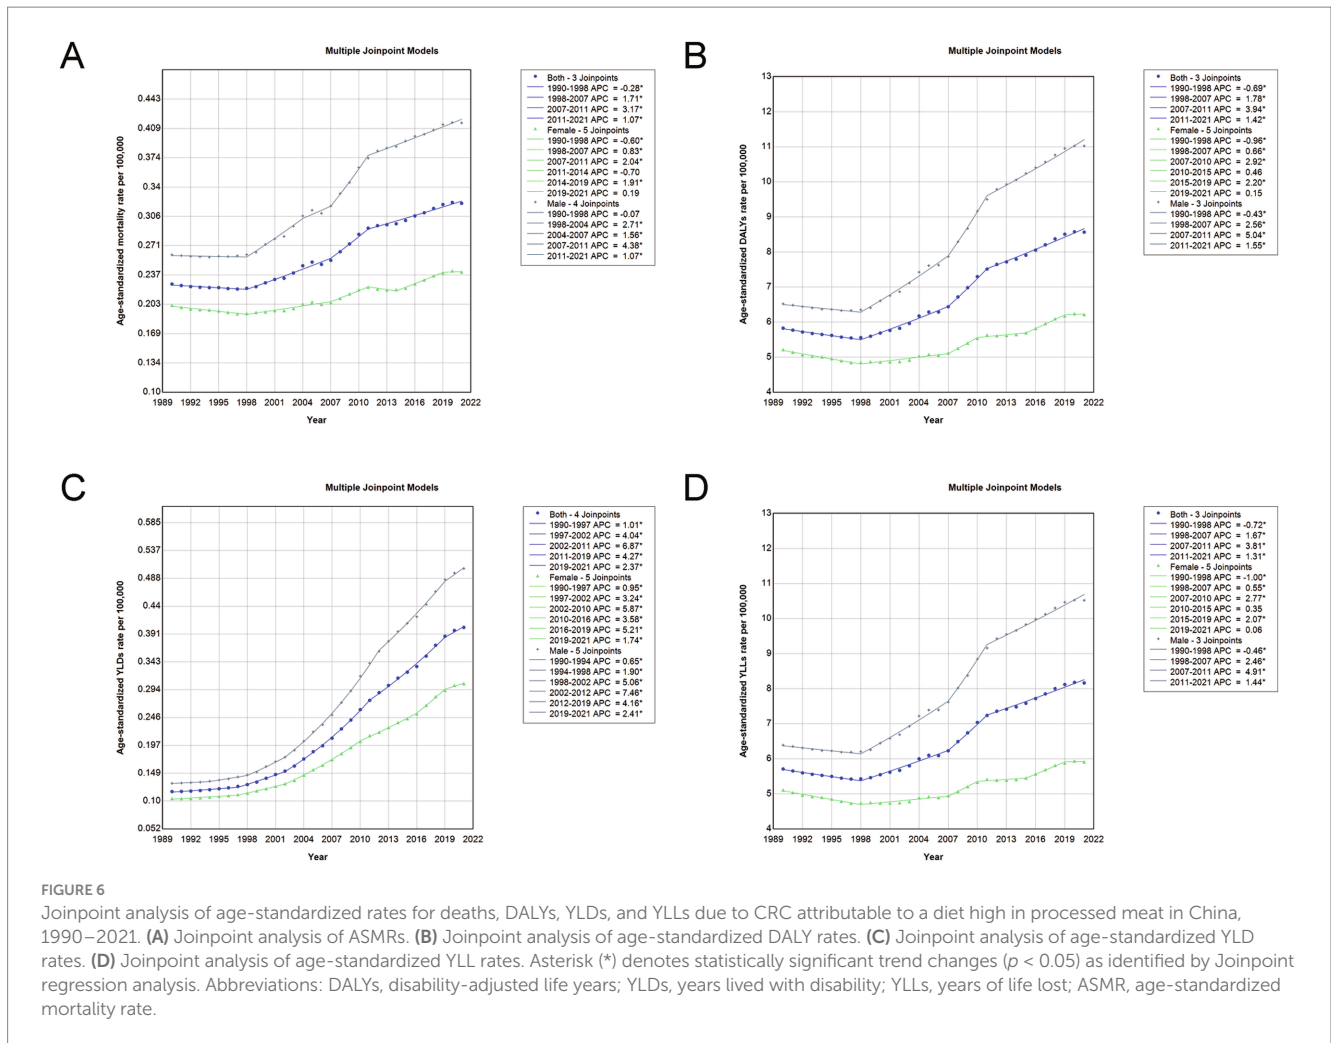 A
Multiple Joinpoint Models
Age-standardized mortality rate per 100,000
0.443
0.409
0.374
0.34
0.306
0.271
0.237
0.203
0.169
0.134
0.10
1989 1992 1995 1998 2001 2004 2007 2010 2013 2016 2019 2022
Year
Both - 3 Joinpoints
1990-1998 APC = -0.28*
1998-2007 APC = 1.71*
2007-2011 APC = 3.17*
2011-2021 APC = 1.07*
Female - 5 Joinpoints
1990-1998 APC = -0.60*
1998-2007 APC = 0.83*
2007-2011 APC = 2.04*
2011-2014 APC = -0.70
2014-2019 APC = 1.91*
2019-2021 APC = 0.19
Male - 4 Joinpoints
1990-1998 APC = -0.07
1998-2004 APC = 2.71*
2004-2007 APC = 1.56*
2007-2011 APC = 4.38*
2011-2021 APC = 1.07*
B
Multiple Joinpoint Models
Age-standardized DALYs rate per 100,000
13
12
11
10
9
8
7
6
5
4
1989 1992 1995 1998 2001 2004 2007 2010 2013 2016 2019 2022
Year
Both - 3 Joinpoints
1990-1998 APC = -0.69*
1998-2007 APC = 1.78*
2007-2011 APC = 3.94*
2011-2021 APC = 1.42*
Female - 5 Joinpoints
1990-1998 APC = -0.96*
1998-2007 APC = 0.66*
2007-2010 APC = 2.92*
2010-2015 APC = 0.46
2015-2019 APC = 2.20*
2019-2021 APC = 0.15
Male - 3 Joinpoints
1990-1998 APC = -0.43*
1998-2007 APC = 2.56*
2007-2011 APC = 5.04*
2011-2021 APC = 1.55*
C
Multiple Joinpoint Models
Age-standardized YLDs rate per 100,000
0.585
0.537
0.488
0.44
0.391
0.343
0.294
0.246
0.197
0.149
0.10
0.052
1989 1992 1995 1998 2001 2004 2007 2010 2013 2016 2019 2022
Year
Both - 4 Joinpoints
1990-1997 APC = 1.01*
1997-2002 APC = 4.04*
2002-2011 APC = 6.87*
2011-2019 APC = 4.27*
2019-2021 APC = 2.37*
Female - 5 Joinpoints
1990-1997 APC = 0.95*
1997-2002 APC = 3.24*
2002-2010 APC = 5.87*
2010-2016 APC = 3.58*
2016-2019 APC = 5.21*
2019-2021 APC = 1.74*
Male - 5 Joinpoints
1990-1994 APC = 0.65*
1994-1998 APC = 1.90*
1998-2002 APC = 5.06*
2002-2012 APC = 7.46*
2012-2019 APC = 4.16*
2019-2021 APC = 2.41*
D
Multiple Joinpoint Models
Age-standardized YLLs rate per 100,000
13
12
11
10
9
8
7
6
5
4
1989 1992 1995 1998 2001 2004 2007 2010 2013 2016 2019 2022
Year
Both - 3 Joinpoints
1990-1998 APC = -0.72*
1998-2007 APC = 1.67*
2007-2011 APC = 3.81*
2011-2021 APC = 1.31*
Female - 5 Joinpoints
1990-1998 APC = -1.00*
1998-2007 APC = 0.55*
2007-2010 APC = 2.77*
2010-2015 APC = 0.35
2015-2019 APC = 2.07*
2019-2021 APC = 0.06
Male - 3 Joinpoints
1990-1998 APC = -0.46*
1998-2007 APC = 2.46*
2007-2011 APC = 4.91*
2011-2021 APC = 1.44*
FIGURE 6
Joinpoint analysis of age-standardized rates for deaths, DALYs, YLDs, and YLLs due to CRC attributable to a diet high in processed meat in China,
1990–2021. (A) Joinpoint analysis of ASMRs. (B) Joinpoint analysis of age-standardized DALY rates. (C) Joinpoint analysis of age-standardized YLD
rates. (D) Joinpoint analysis of age-standardized YLL rates. Asterisk (*) denotes statistically significant trend changes (p < 0.05) as identified by Joinpoint
regression analysis. Abbreviations: DALYs, disability-adjusted life years; YLDs, years lived with disability; YLLs, years of life lost; ASMR, age-standardized
mortality rate.